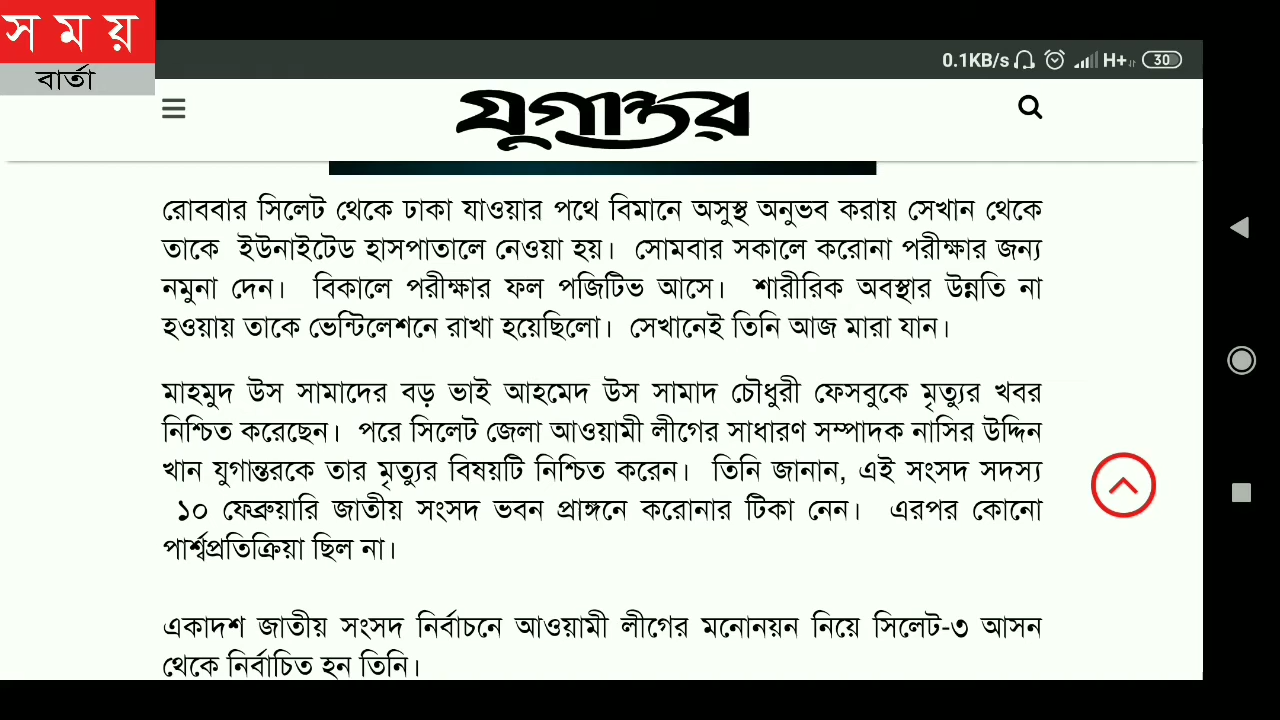 সময়
বার্তা
0.1KB/s H+ 30
যুগান্তর
রোববার সিলেট থেকে ঢাকা যাওয়ার পথে বিমানে অসুস্থ অনুভব করায় সেখান থেকে
তাকে ইউনাইটেড হাসপাতালে নেওয়া হয়। সোমবার সকালে করোনা পরীক্ষার জন্য
নমুনা দেন। বিকালে পরীক্ষার ফল পজিটিভ আসে। শারীরিক অবস্থার উন্নতি না
হওয়ায় তাকে ভেন্টিলেশনে রাখা হয়েছিলো। সেখানেই তিনি আজ মারা যান।
মাহমুদ উস সামাদের বড় ভাই আহমেদ উস সামাদ চৌধুরী ফেসবুকে মৃত্যুর খবর
নিশ্চিত করেছেন। পরে সিলেট জেলা আওয়ামী লীগের সাধারণ সম্পাদক নাসির উদ্দিন
খান যুগান্তরকে তার মৃত্যুর বিষয়টি নিশ্চিত করেন। তিনি জানান, এই সংসদ সদস্য
১০ ফেব্রুয়ারি জাতীয় সংসদ ভবন প্রাঙ্গনে করোনার টিকা নেন। এরপর কোনো
পার্শ্বপ্রতিক্রিয়া ছিল না।
একাদশ জাতীয় সংসদ নির্বাচনে আওয়ামী লীগের মনোনয়ন নিয়ে সিলেট-৩ আসন
থেকে নির্বাচিত হন তিনি।